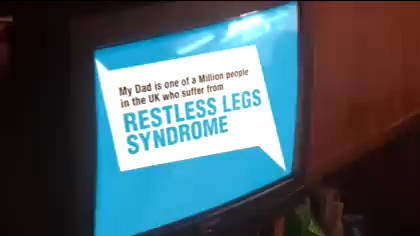 My Dad is one of a Million people
in the UK who suffer from
RESTLESS LEGS
SYNDROME